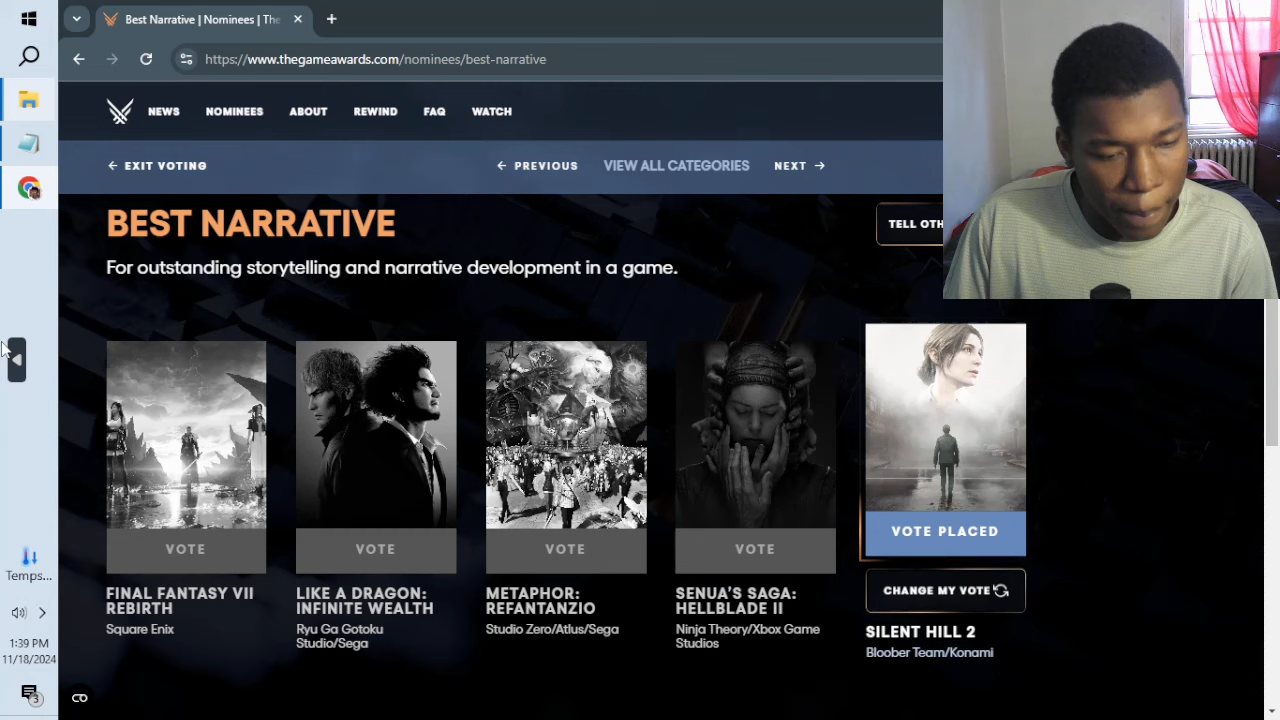 Best Narrative | Nominees | The
https://www.thegameawards.com/nominees/best-narrative
NEWS NOMINEES ABOUT REWIND FAQ WATCH
← EXIT VOTING ← PREVIOUS VIEW ALL CATEGORIES NEXT →
BEST NARRATIVE
TELL OTH
For outstanding storytelling and narrative development in a game.
VOTE VOTE VOTE VOTE VOTE PLACED
CHANGE MY VOTE
FINAL FANTASY VII
REBIRTH
Square Enix
LIKE A DRAGON:
INFINITE WEALTH
Ryu Ga Gotoku
Studio/Sega
METAPHOR:
REFANTANZIO
Studio Zero/Atlus/Sega
SENUA'S SAGA:
HELLBLADE II
Ninja Theory/Xbox Game
Studios
SILENT HILL 2
Bloober Team/Konami
Temps...
1:39 PM
11/18/2024
3